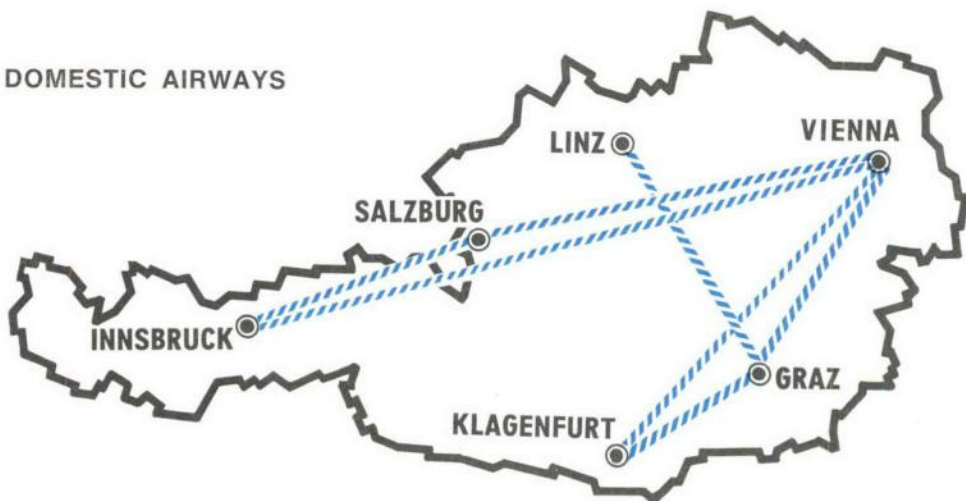 DOMESTIC AIRWAYS
LINZ
VIENNA
SALZBURG
INNSBRUCK
GRAZ
KLAGENFURT